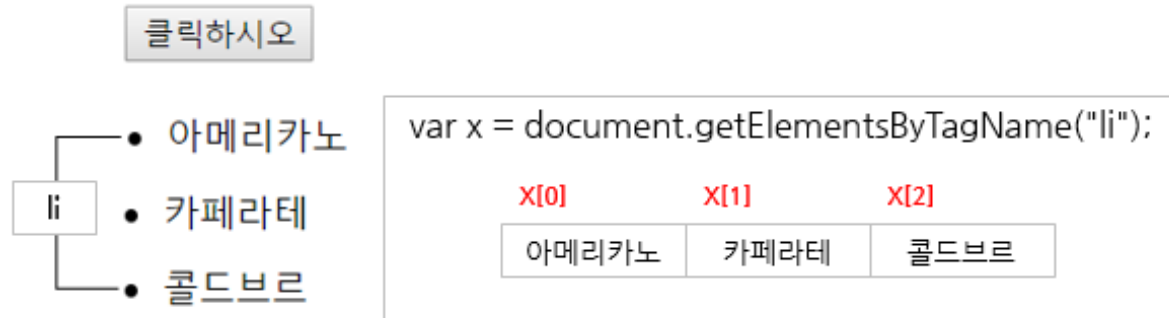 클릭하시오
li
아메리카노
카페라테
콜드브르
var x = document.getElementsByTagName("li");
X[0] X[1] X[2]
아메리카노 카페라테 콜드브르